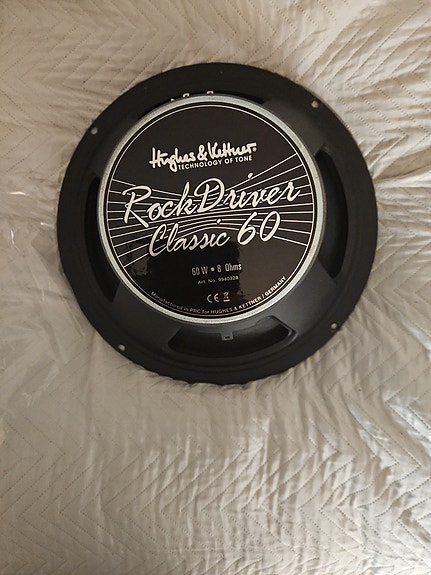 Hughes & Kettner®
TECHNOLOGY OF TONE
RockDriver
Classic 60
60 W • 8 Ohms
Art. No. 9940329
CE
Manufactured in PRC for HUGHES & KETTNER / GERMANY